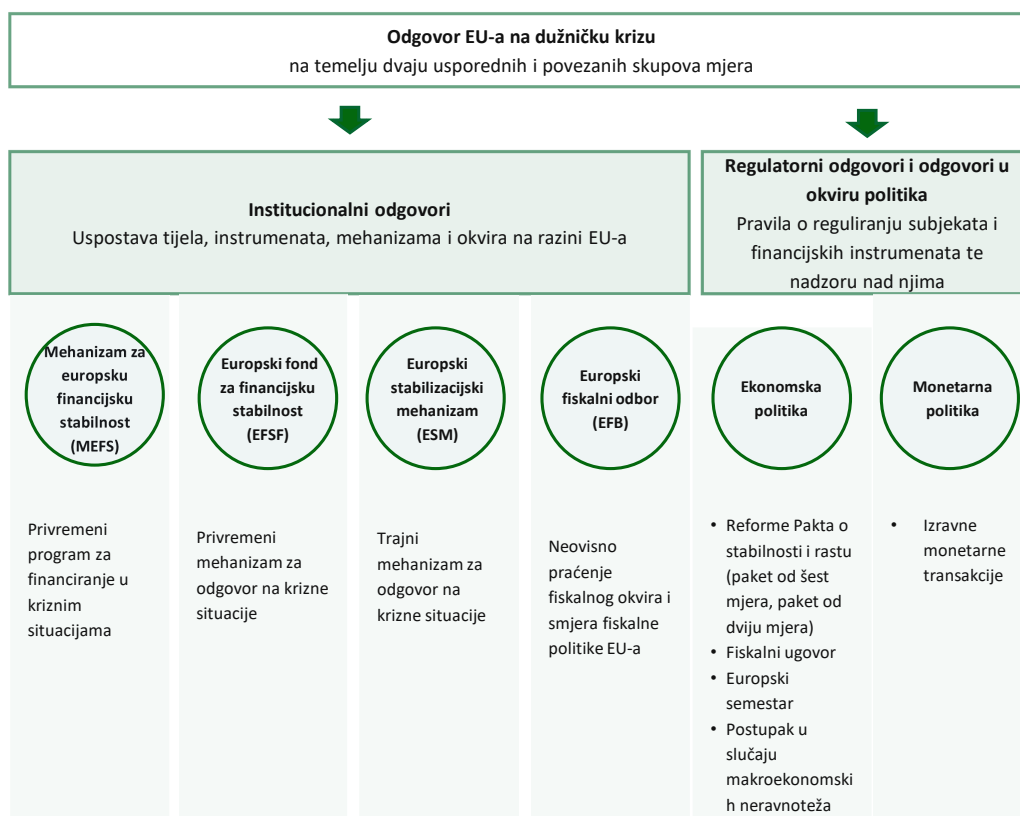 Odgovor EU-a na dužničku krizu
na temelju dvaju usporednih i povezanih skupova mjera
Institucionalni odgovori
Uspostava tijela, instrumenata, mehanizama i okvira na razini EU-a
Regulatorni odgovori i odgovori u
okviru politika
Pravila o reguliranju subjekata i
financijskih instrumenata te
nadzoru nad njima
Mehanizam za
europsku
financijsku
stabilnost
(MEFS)
Europski fond
za financijsku
stabilnost
(EFSF)
Europski
stabilizacijski
mehanizam
(ESM)
Europski
fiskalni odbor
(EFB)
Ekonomska
politika
Monetarna
politika
Privremeni
program za
financiranje u
kriznim
situacijama
Privremeni
mehanizam za
odgovor na krizne
situacije
Trajni
mehanizam za
odgovor na
krizne situacije
Neovisno
praćenje
fiskalnog okvira i
smjera fiskalne
politike EU-a
• Reforme Pakta o
stabilnosti i rastu
(paket od šest
mjera, paket od
dviju mjera)
• Fiskalni ugovor
• Europski
semestar
• Postupak u
slučaju
makroekonomski
h neravnoteža
• Izravne
monetarne
transakcije